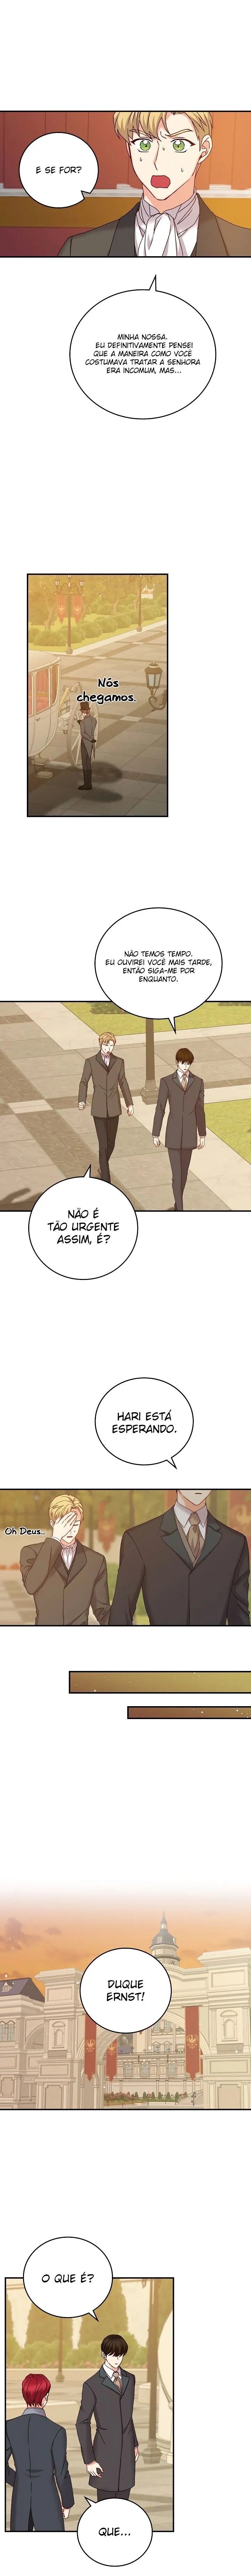 E SE FOR?
MINHA NOSSA.
EU DEFINITIVAMENTE PENSEI
QUE A MANEIRA COMO VOCÊ
COSTUMAVA TRATAR A SENHORA
ERA INCOMUM, MAS...
Nós
chegamos.
NÃO TEMOS TEMPO.
EU OUVIREI VOCÊ MAIS TARDE,
ENTÃO SIGA-ME POR
ENQUANTO.
NÃO É
TÃO URGENTE
ASSIM, É?
HARI ESTÁ
ESPERANDO.
Oh Deus..
DUQUE
ERNST!
O QUE É?
QUE...